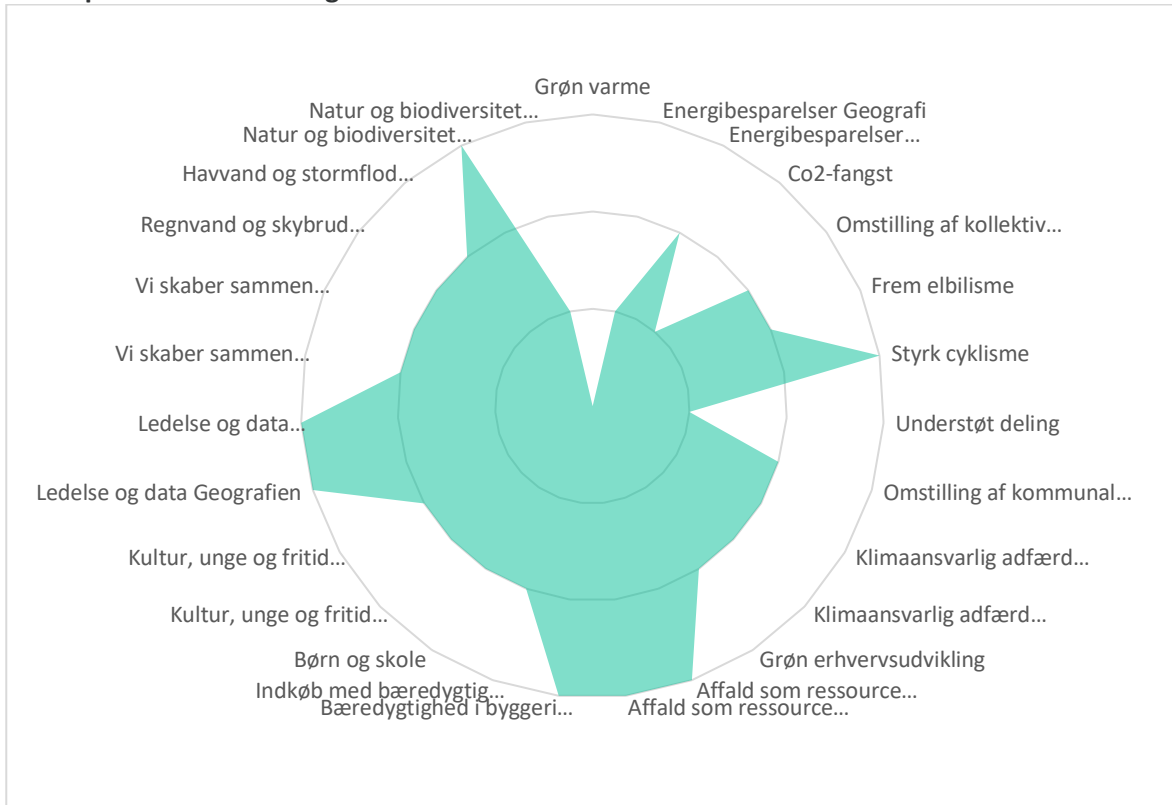 Grøn varme
Energibesparelser Geografi
Energibesparelser...
Co2-fangst
Omstilling af kollektiv...
Frem elbilisme
Styrk cyklisme
Understøt deling
Omstilling af kommunal...
Klimaansvarlig adfærd...
Klimaansvarlig adfærd...
Grøn erhvervsudvikling
Affald som ressource...
Affald som ressource...
Bæredygtighed i byggeri...
Indkøb med bæredygtig...
Børn og skole
Kultur, unge og fritid...
Kultur, unge og fritid...
Ledelse og data Geografien
Ledelse og data...
Vi skaber sammen...
Vi skaber sammen...
Regnvand og skybrud...
Havvand og stormflod...
Natur og biodiversitet...
Natur og biodiversitet...